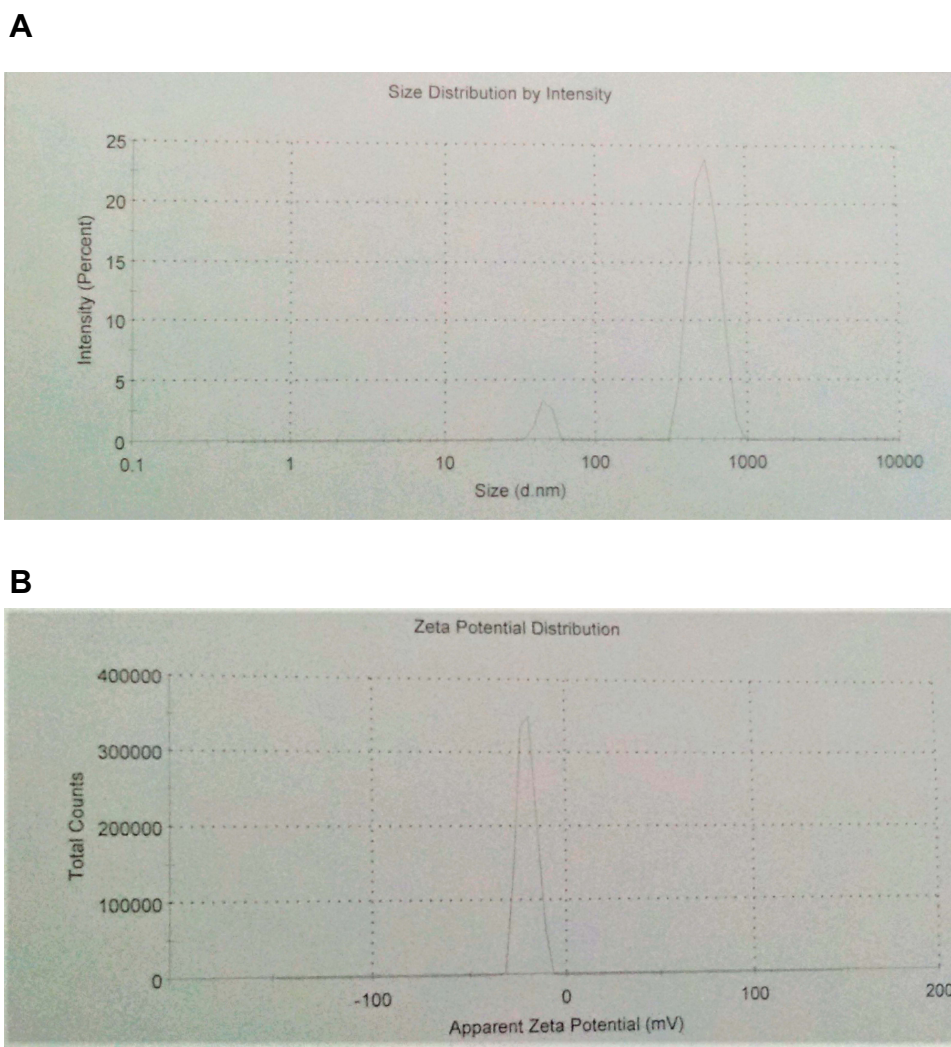 A
Size Distribution by Intensity
25
20
15
10
5
0
Intensity (Percent)
0.1 1 10 100 1000 10000
Size (d.nm)
B
Zeta Potential Distribution
400000
300000
200000
100000
0
Total Counts
-100 0 100 200
Apparent Zeta Potential (mV)